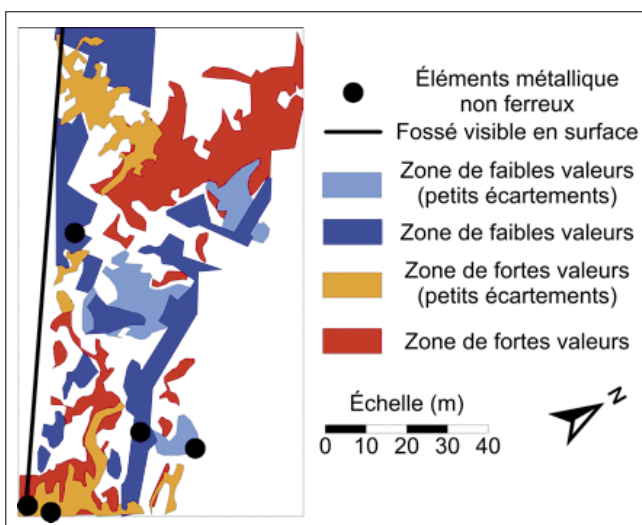 Éléments métallique
non ferreux
Fossé visible en surface
Zone de faibles valeurs
(petits écartements)
Zone de faibles valeurs
Zone de fortes valeurs
(petits écartements)
Zone de fortes valeurs
Échelle (m)
0 10 20 30 40
N